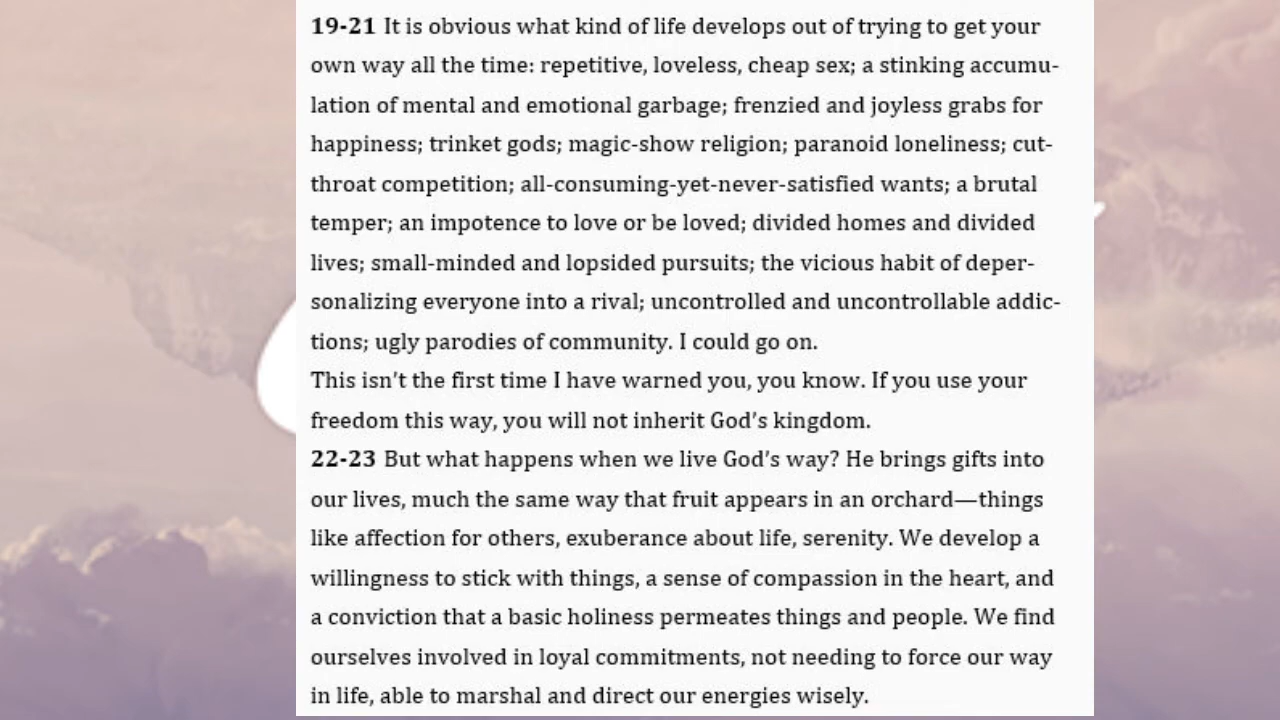 19-21 It is obvious what kind of life develops out of trying to get your
own way all the time: repetitive, loveless, cheap sex; a stinking accumu-
lation of mental and emotional garbage; frenzied and joyless grabs for
happiness; trinket gods; magic-show religion; paranoid loneliness; cut-
throat competition; all-consuming-yet-never-satisfied wants; a brutal
temper; an impotence to love or be loved; divided homes and divided
lives; small-minded and lopsided pursuits; the vicious habit of deper-
sonalizing everyone into a rival; uncontrolled and uncontrollable addic-
tions; ugly parodies of community. I could go on.
This isn’t the first time I have warned you, you know. If you use your
freedom this way, you will not inherit God’s kingdom.
22-23 But what happens when we live God’s way? He brings gifts into
our lives, much the same way that fruit appears in an orchard—things
like affection for others, exuberance about life, serenity. We develop a
willingness to stick with things, a sense of compassion in the heart, and
a conviction that a basic holiness permeates things and people. We find
ourselves involved in loyal commitments, not needing to force our way
in life, able to marshal and direct our energies wisely.